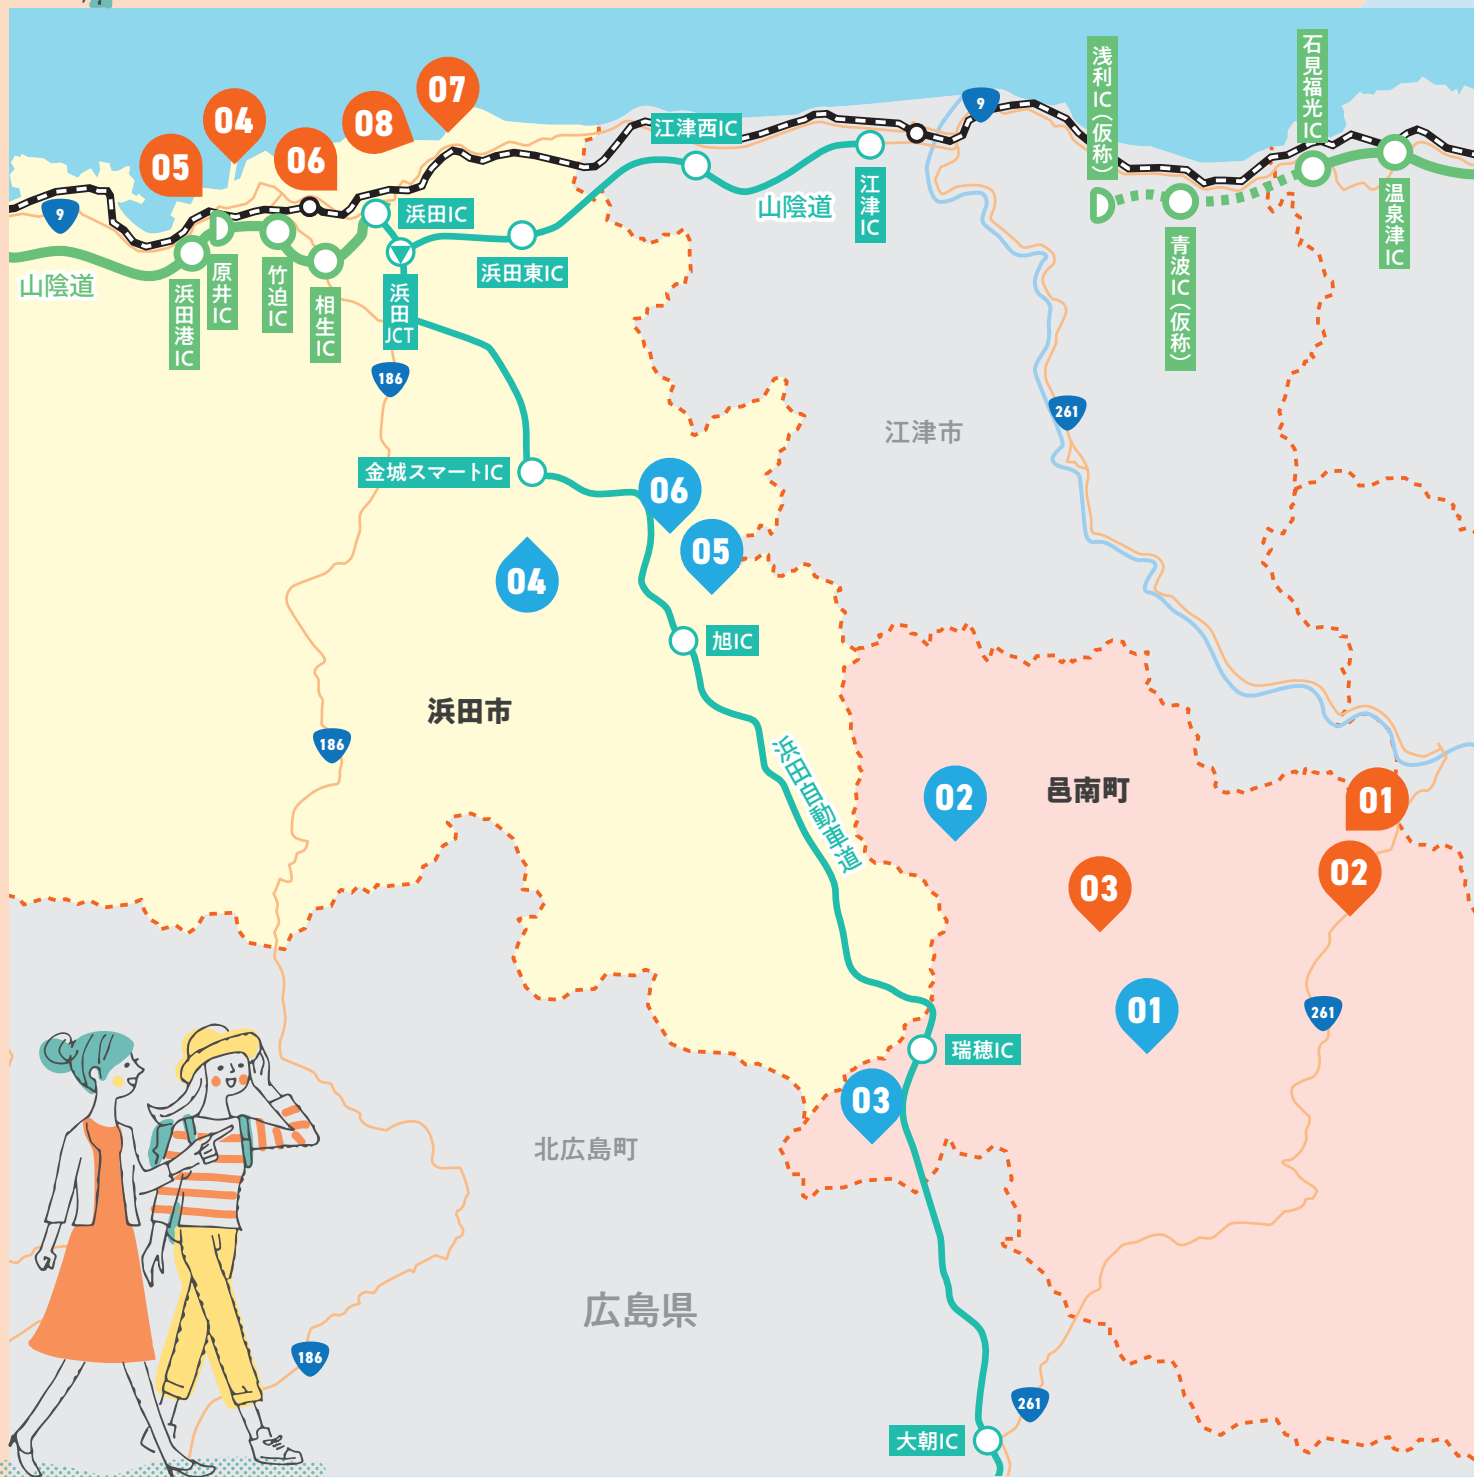 石見福光IC
浅利IC(仮称)
07
04
08
9
江津西IC
05
06
江津IC
温泉津IC
9
浜田IC
山陰道
青波IC(仮称)
浜田東IC
山陰道
原井IC
竹迫IC
浜田港IC
相生IC
浜田JCT
186
261
江津市
金城スマートIC
06
05
04
旭IC
浜田市
186
浜田自動車道
02
邑南町
01
02
03
01
261
瑞穂IC
03
北広島町
広島県
186
261
大朝IC